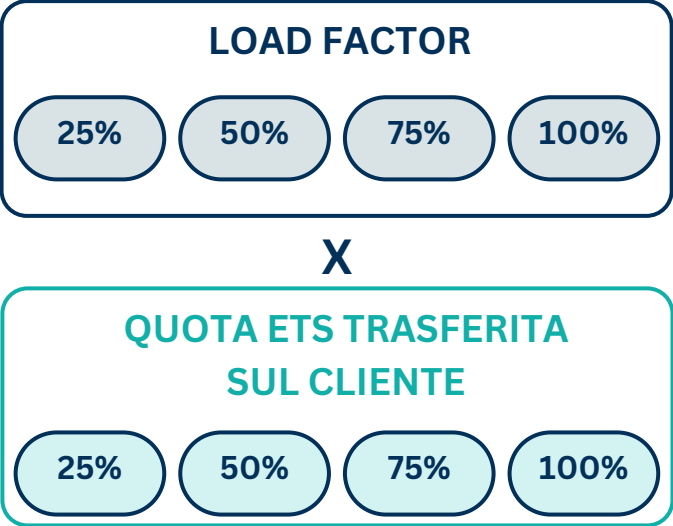 LOAD FACTOR
25% 50% 75% 100%
X
QUOTA ETS TRASFERITA
SUL CLIENTE
25% 50% 75% 100%